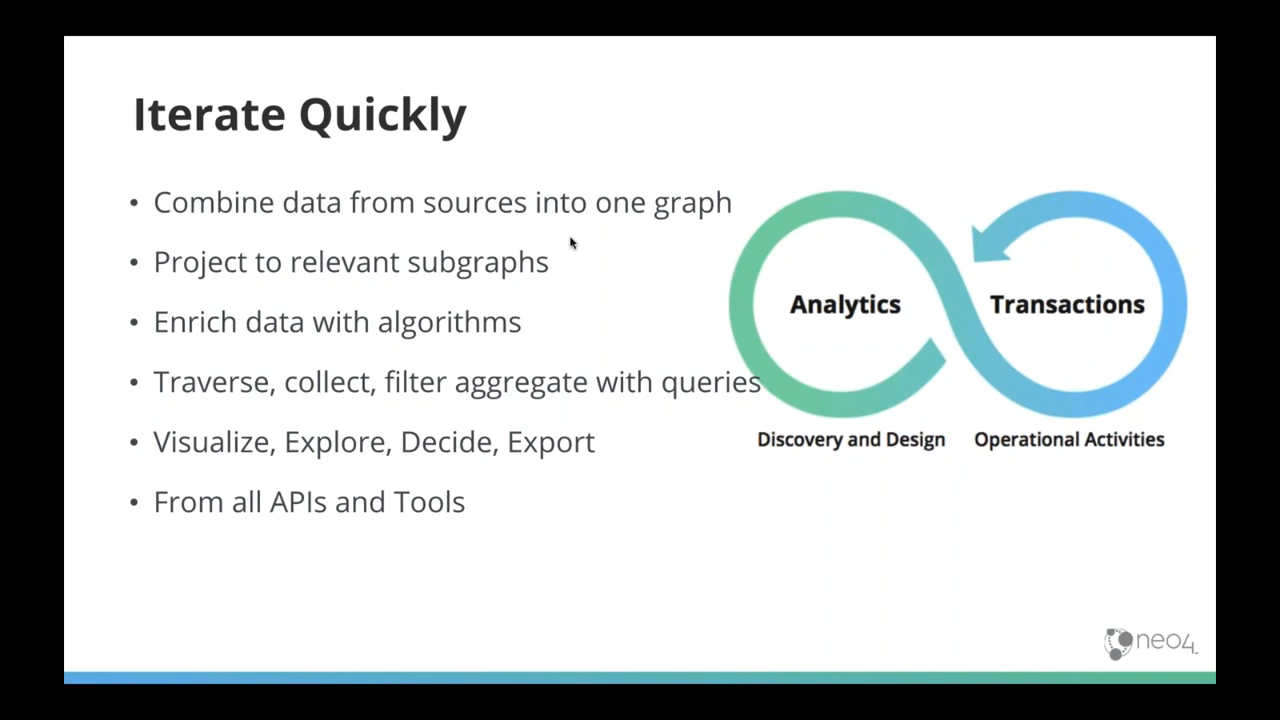 Iterate Quickly
• Combine data from sources into one graph
• Project to relevant subgraphs
• Enrich data with algorithms
• Traverse, collect, filter aggregate with queries
• Visualize, Explore, Decide, Export
• From all APIs and Tools
Analytics
Transactions
Discovery and Design
Operational Activities
neo4j